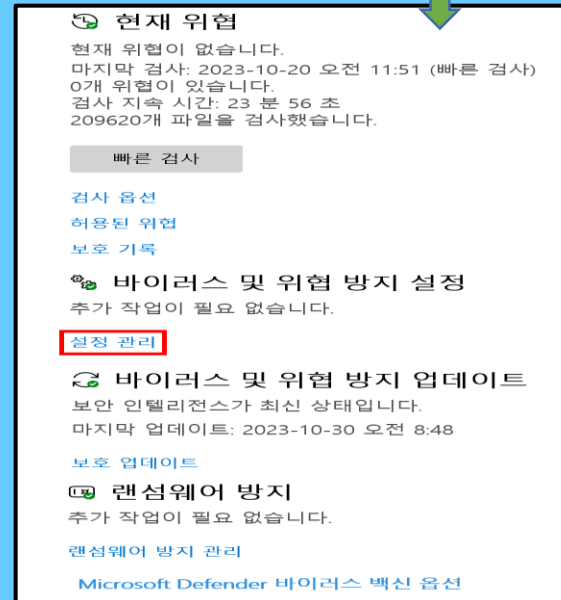 현재 위협
현재 위협이 없습니다.
마지막 검사: 2023-10-20 오전 11:51 (빠른 검사)
0개 위협이 있습니다.
검사 지속 시간: 23 분 56 초
209620개 파일을 검사했습니다.
빠른 검사
검사 옵션
허용된 위협
보호 기록
바이러스 및 위협 방지 설정
추가 작업이 필요 없습니다.
설정 관리
바이러스 및 위협 방지 업데이트
보안 인텔리전스가 최신 상태입니다.
마지막 업데이트: 2023-10-30 오전 8:48
보호 업데이트
랜섬웨어 방지
추가 작업이 필요 없습니다.
랜섬웨어 방지 관리
Microsoft Defender 바이러스 백신 옵션